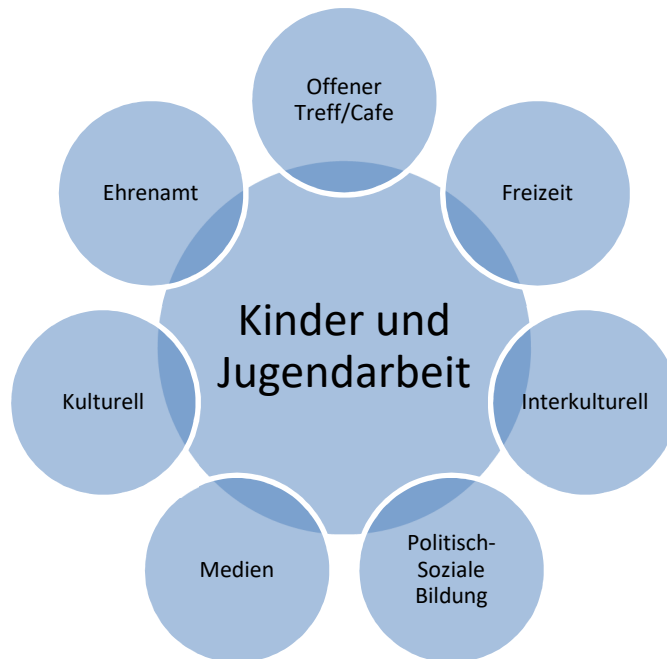 Offener
Treff/Cafe
Ehrenamt
Freizeit
Kinder und
Jugendarbeit
Kulturell
Interkulturell
Medien
Politisch-
Soziale
Bildung